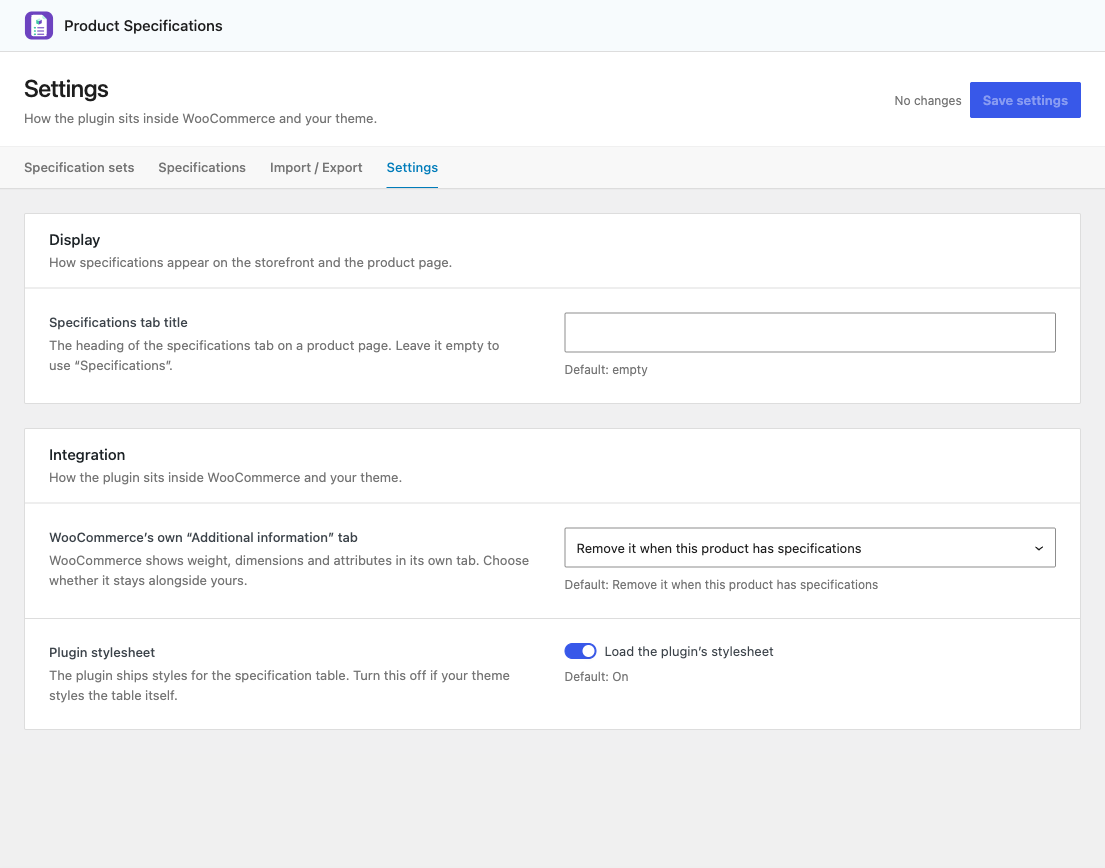 Product Specifications
Settings
How the plugin sits inside WooCommerce and your theme.
No changes
Save settings
Specification sets
Specifications
Import / Export
Settings
Display
How specifications appear on the storefront and the product page.
Specifications tab title
The heading of the specifications tab on a product page. Leave it empty to
use “Specifications”.
Default: empty
Integration
How the plugin sits inside WooCommerce and your theme.
WooCommerce’s own “Additional information” tab
WooCommerce shows weight, dimensions and attributes in its own tab. Choose
whether it stays alongside yours.
Remove it when this product has specifications
Default: Remove it when this product has specifications
Plugin stylesheet
The plugin ships styles for the specification table. Turn this off if your theme
styles the table itself.
Load the plugin’s stylesheet
Default: On